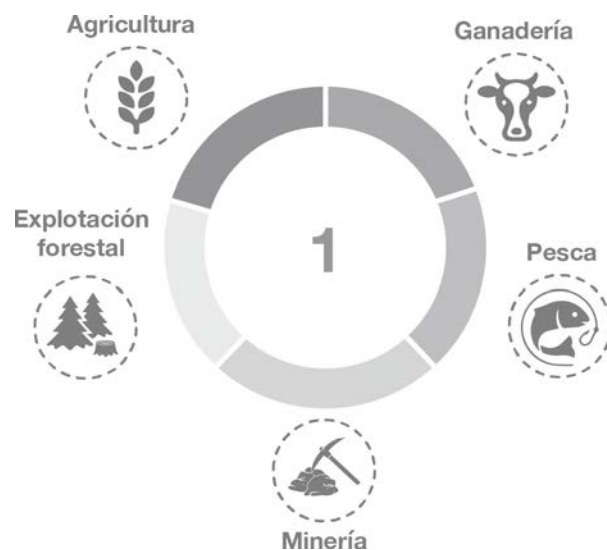 Agricultura
Ganadería
Explotación
forestal
1
Pesca
Minería